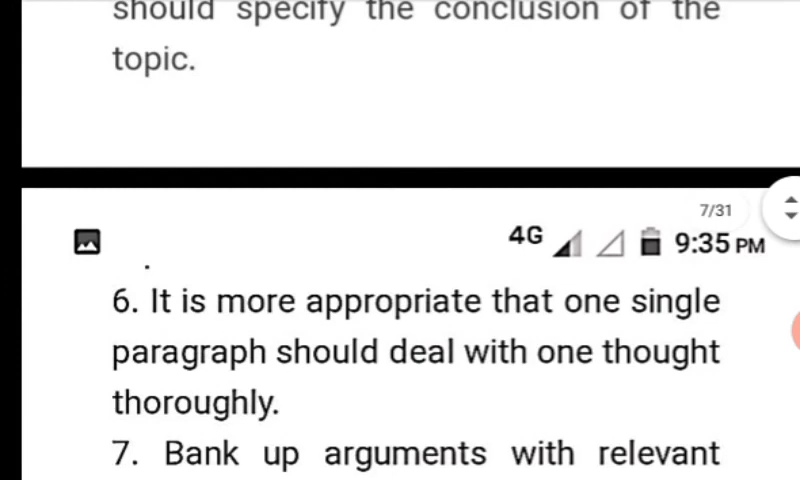 should specify the conclusion of the
topic.
7/31
4G 9:35 PM
6. It is more appropriate that one single
paragraph should deal with one thought
thoroughly.
7. Bank up arguments with relevant